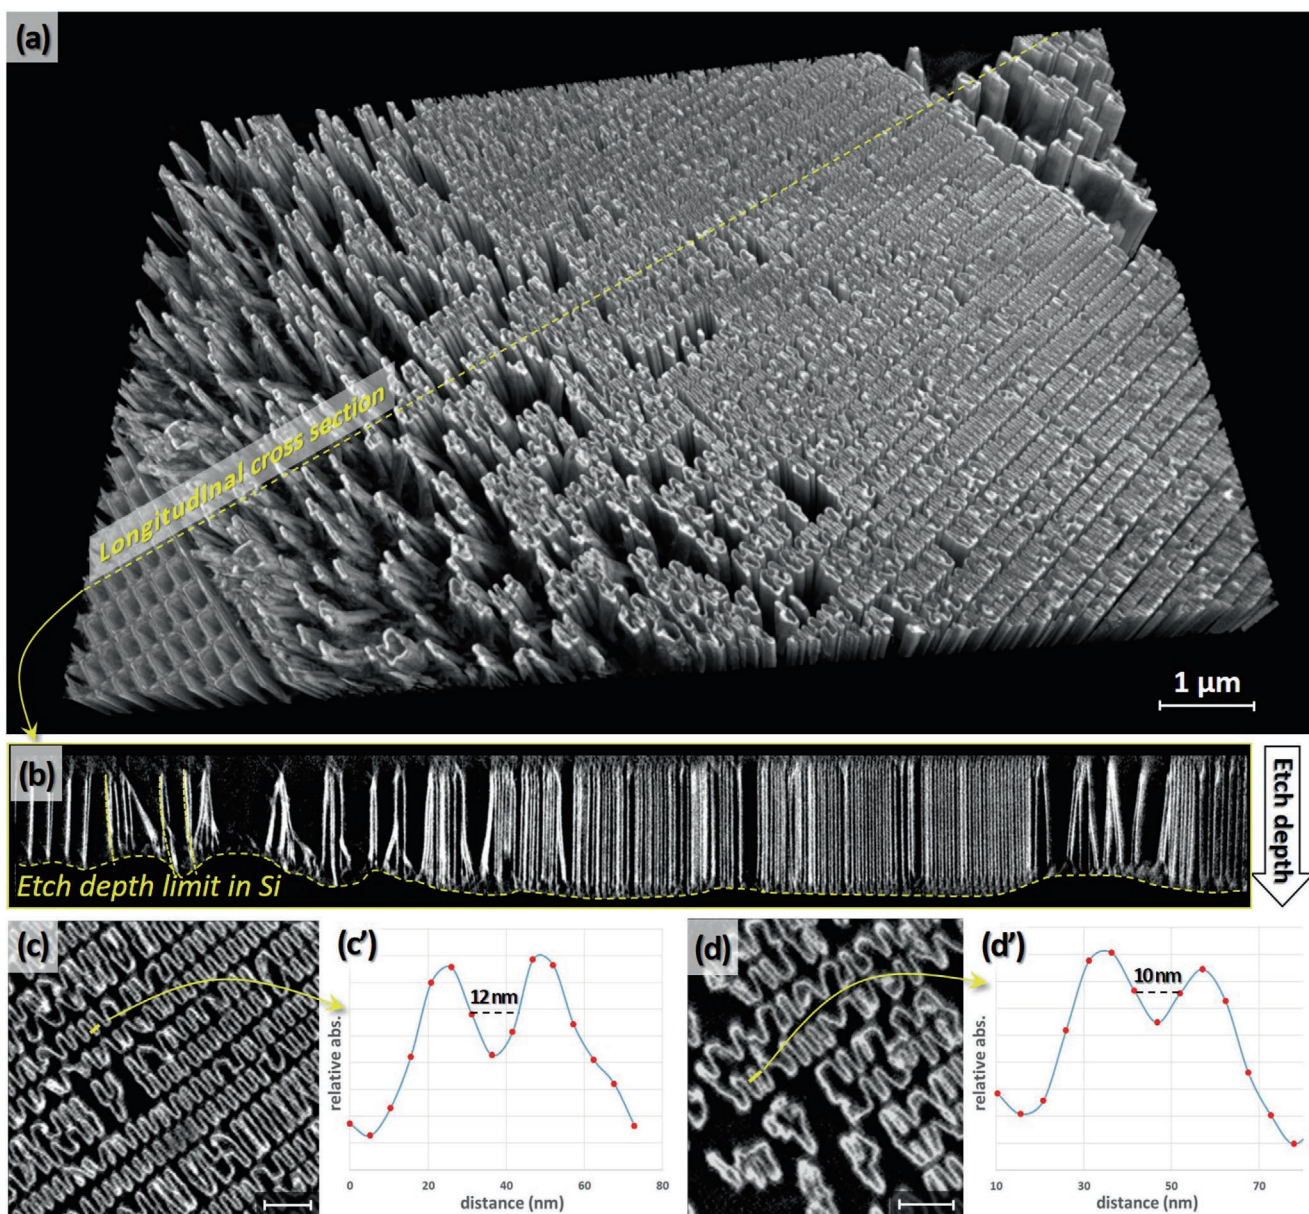 (a)
Longitudinal cross section
1 μm
(b)
Etch depth limit in Si
Etch depth
(c)
(c')
12 nm
relative abs.
0
20
40
60
80
distance (nm)
(d)
(d')
10 nm
relative abs.
10
30
50
70
distance (nm)